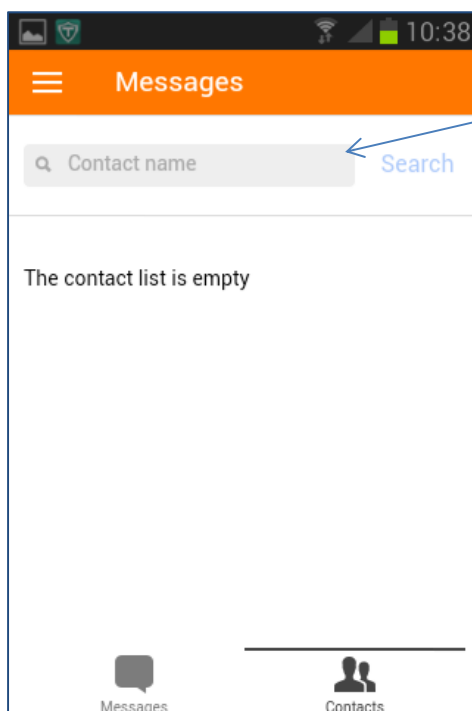 10:38
Messages
Contact name Search
The contact list is empty
Messages Contacts